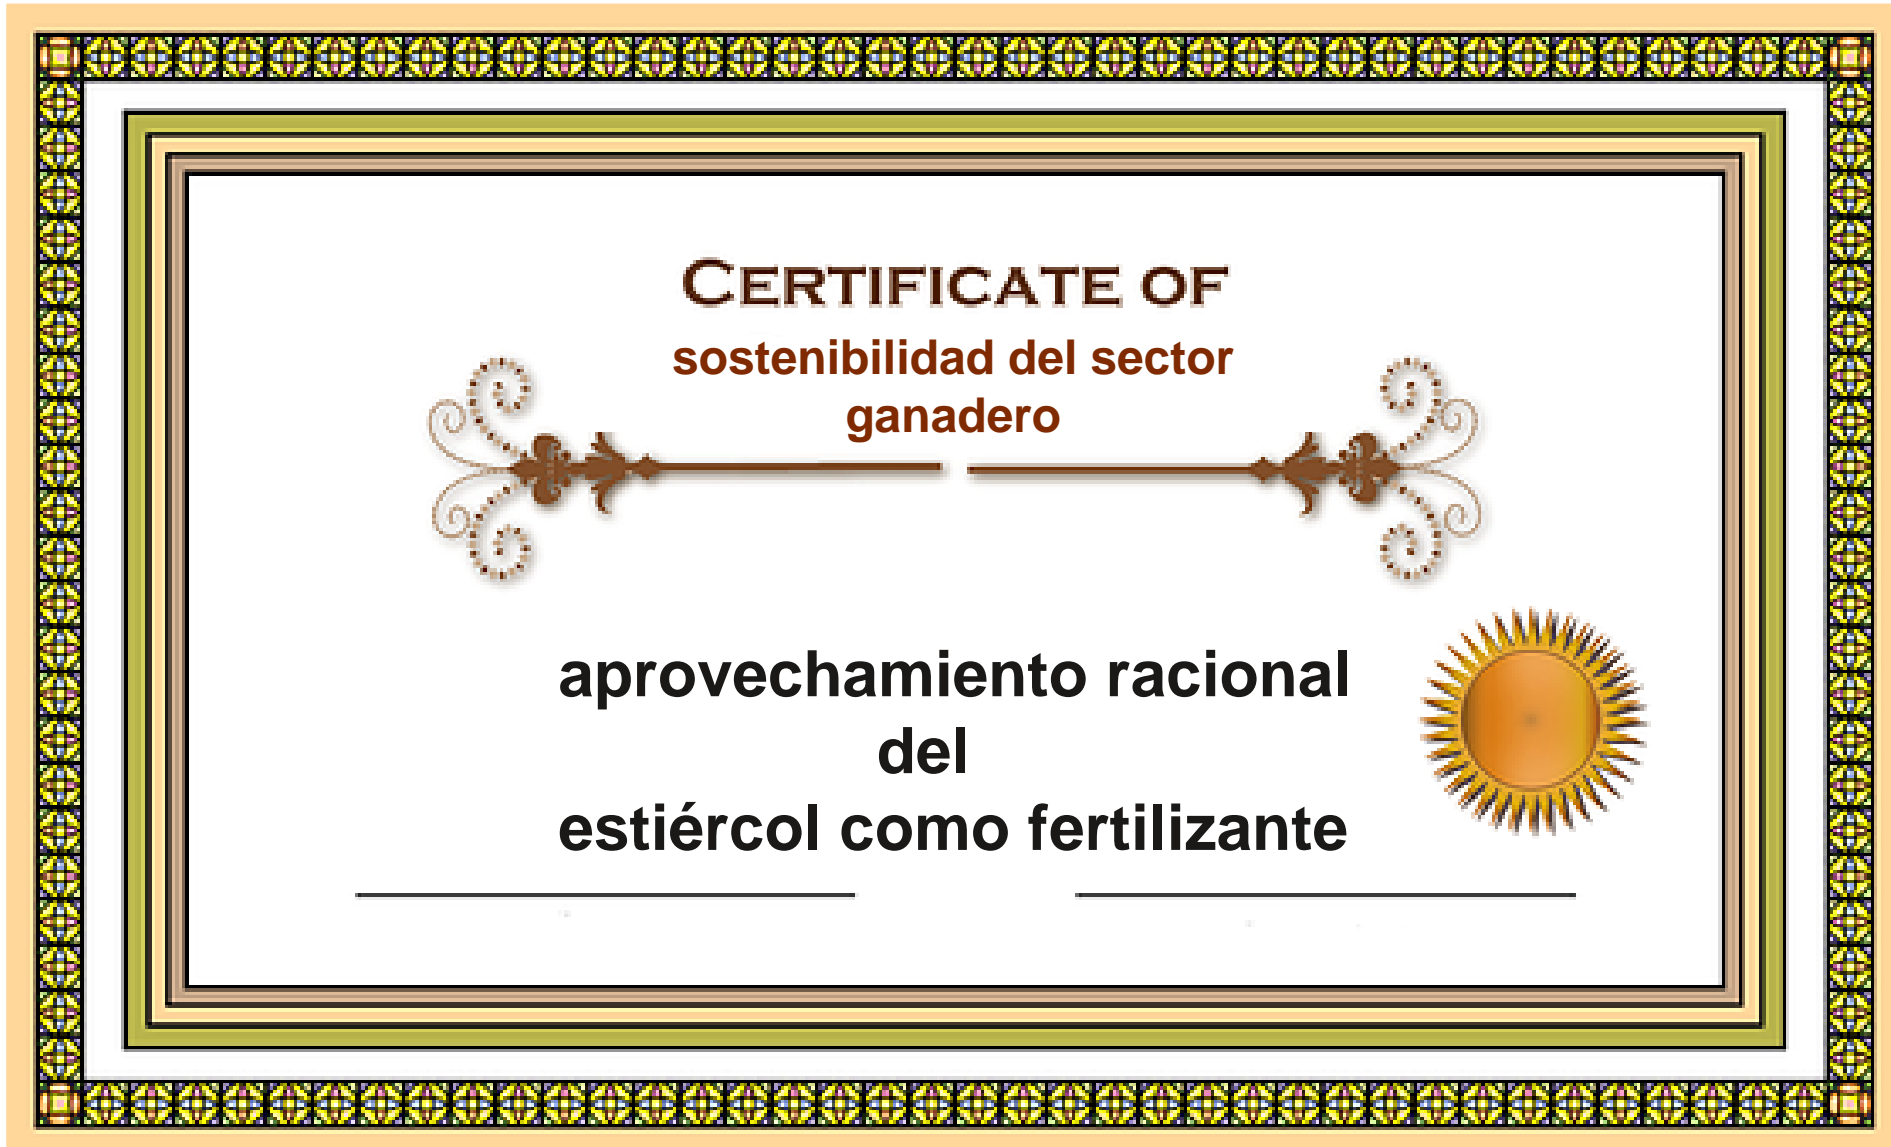 CERTIFICATE OF
sostenibilidad del sector
ganadero
aprovechamiento racional
del
estiércol como fertilizante